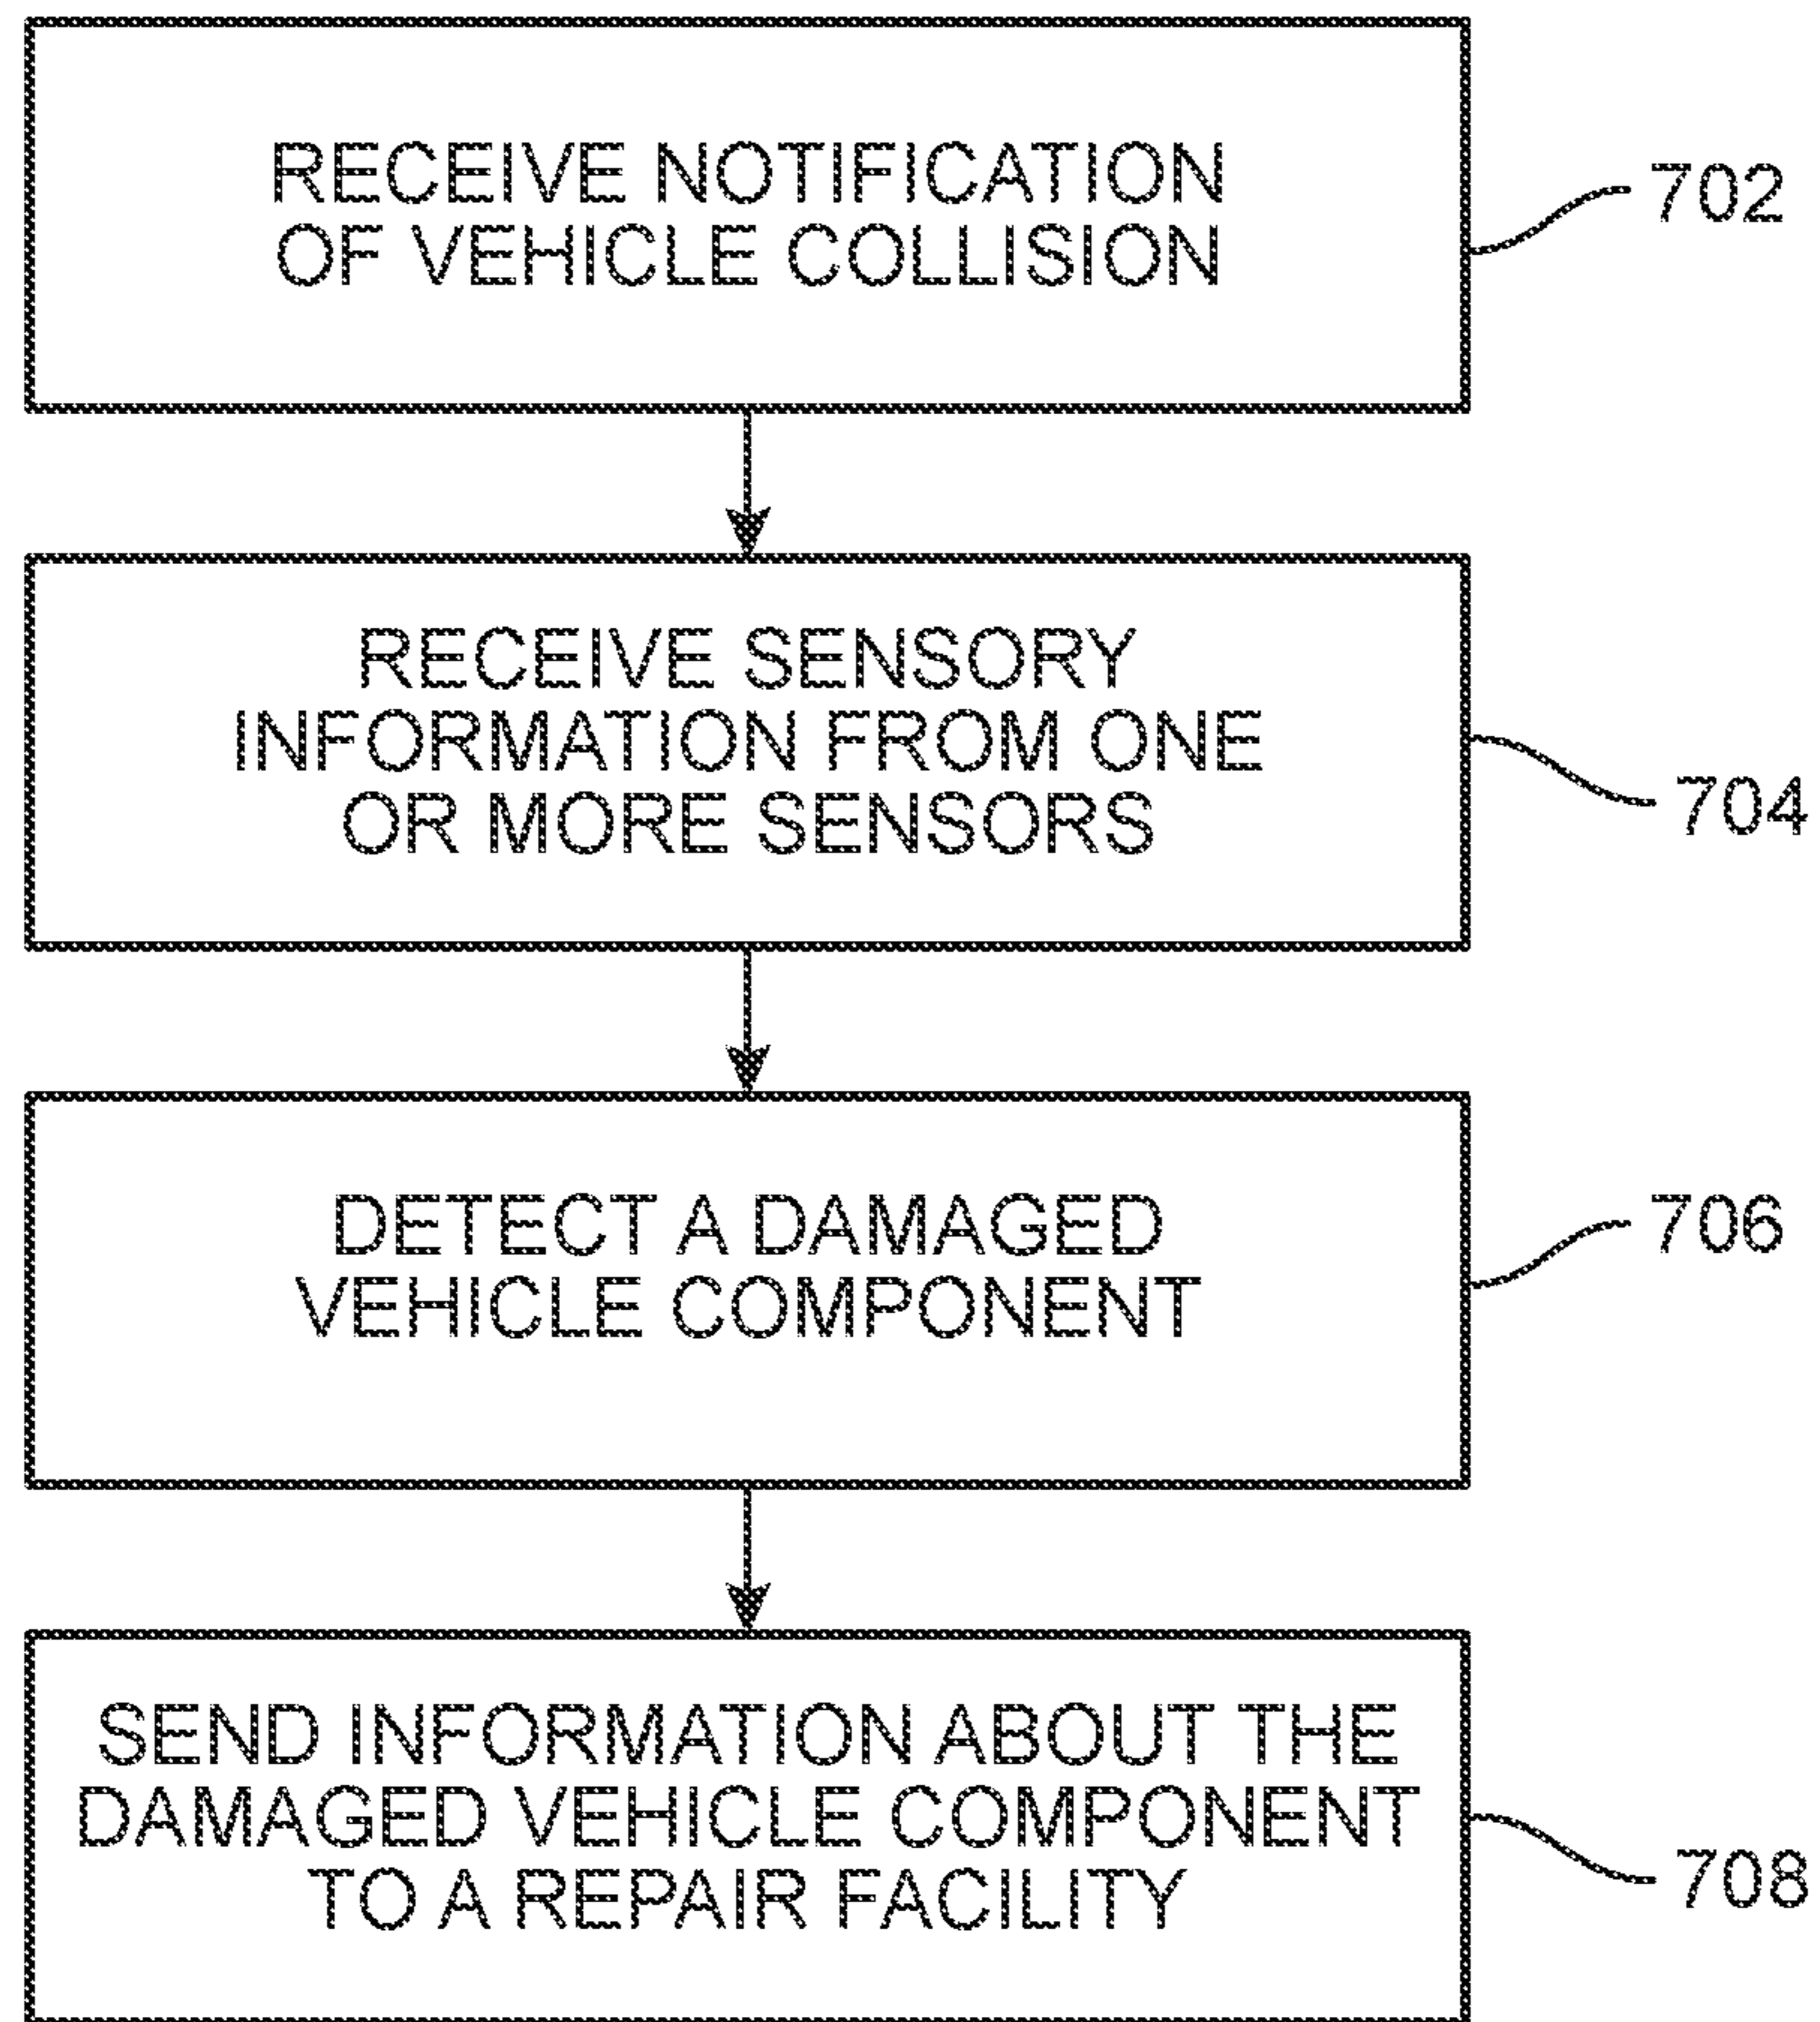 RECEIVE NOTIFICATION
OF VEHICLE COLLISION
702
RECEIVE SENSORY
INFORMATION FROM ONE
OR MORE SENSORS
704
DETECT A DAMAGED
VEHICLE COMPONENT
706
SEND INFORMATION ABOUT THE
DAMAGED VEHICLE COMPONENT
TO A REPAIR FACILITY
708